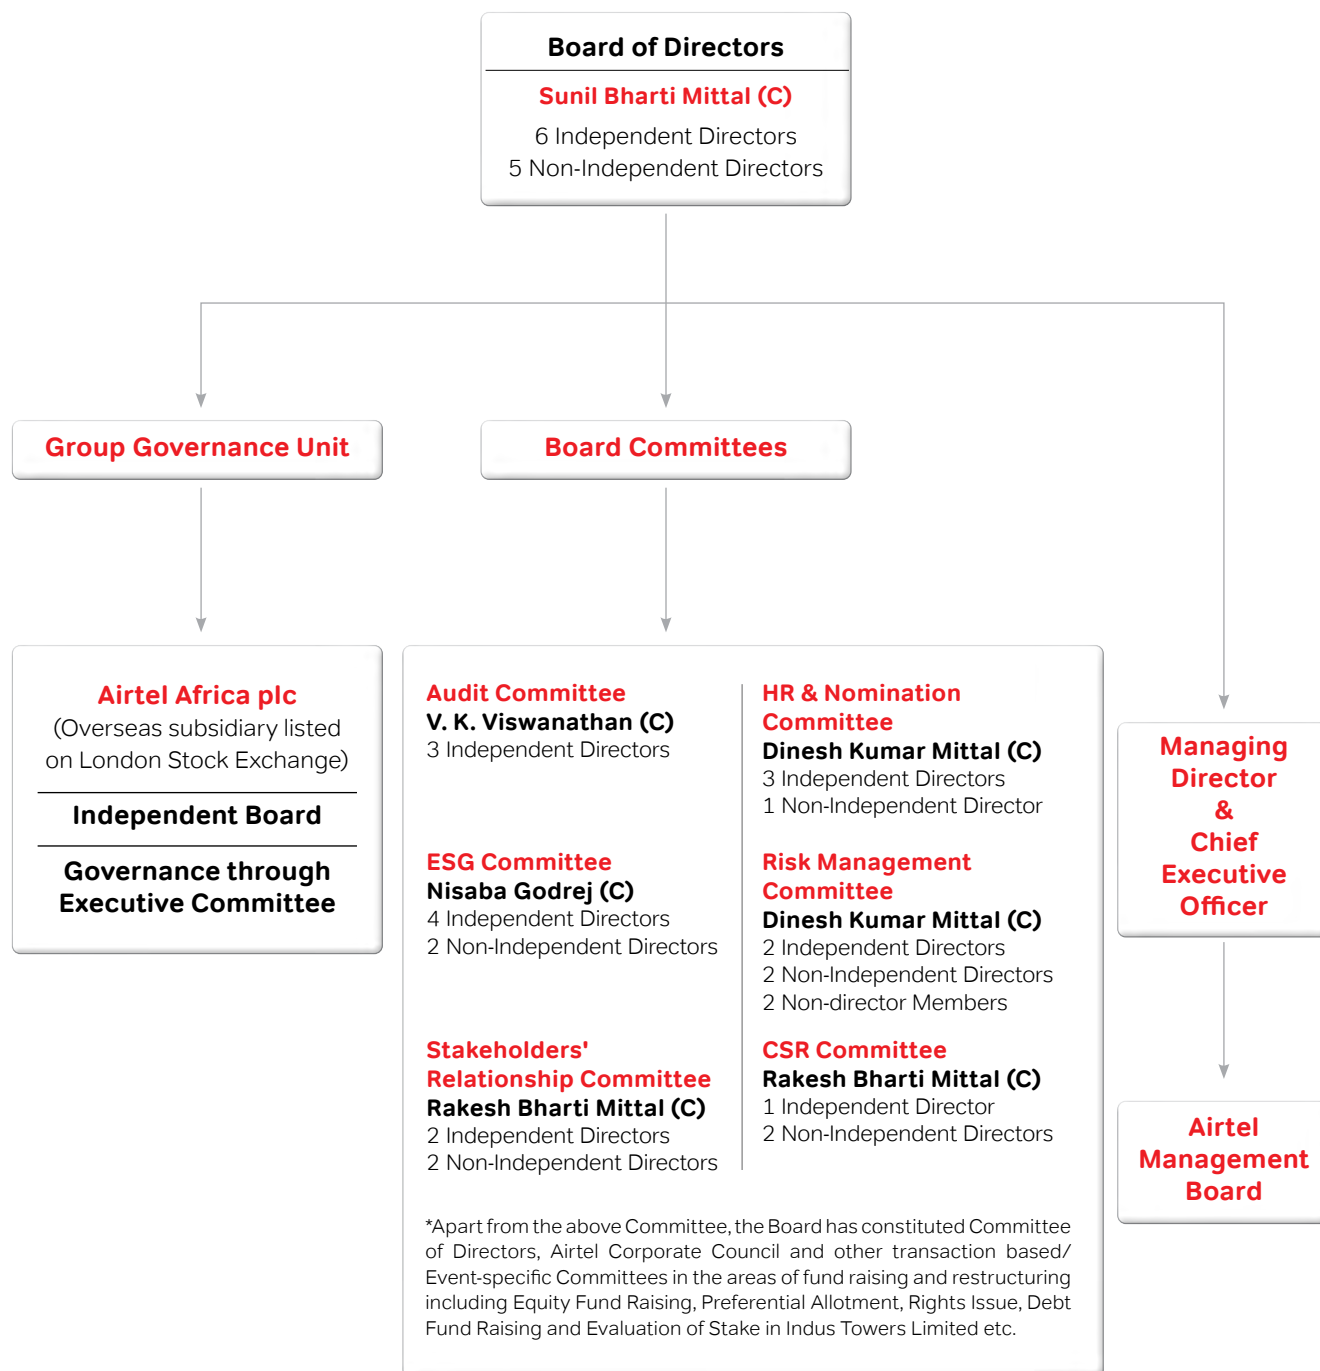 Board of Directors
Sunil Bharti Mittal (C)
6 Independent Directors
5 Non-Independent Directors
Group Governance Unit
Board Committees
Airtel Africa plc
(Overseas subsidiary listed
on London Stock Exchange)
Independent Board
Governance through
Executive Committee
Audit Committee
V. K. Viswanathan (C)
3 Independent Directors
HR & Nomination
Committee
Dinesh Kumar Mittal (C)
3 Independent Directors
1 Non-Independent Director
ESG Committee
Nisaba Godrej (C)
4 Independent Directors
2 Non-Independent Directors
Risk Management
Committee
Dinesh Kumar Mittal (C)
2 Independent Directors
2 Non-Independent Directors
2 Non-director Members
Stakeholders'
Relationship Committee
Rakesh Bharti Mittal (C)
2 Independent Directors
2 Non-Independent Directors
CSR Committee
Rakesh Bharti Mittal (C)
1 Independent Director
2 Non-Independent Directors
*Apart from the above Committee, the Board has constituted Committee
of Directors, Airtel Corporate Council and other transaction based/
Event-specific Committees in the areas of fund raising and restructuring
including Equity Fund Raising, Preferential Allotment, Rights Issue, Debt
Fund Raising and Evaluation of Stake in Indus Towers Limited etc.
Managing
Director
&
Chief
Executive
Officer
Airtel
Management
Board